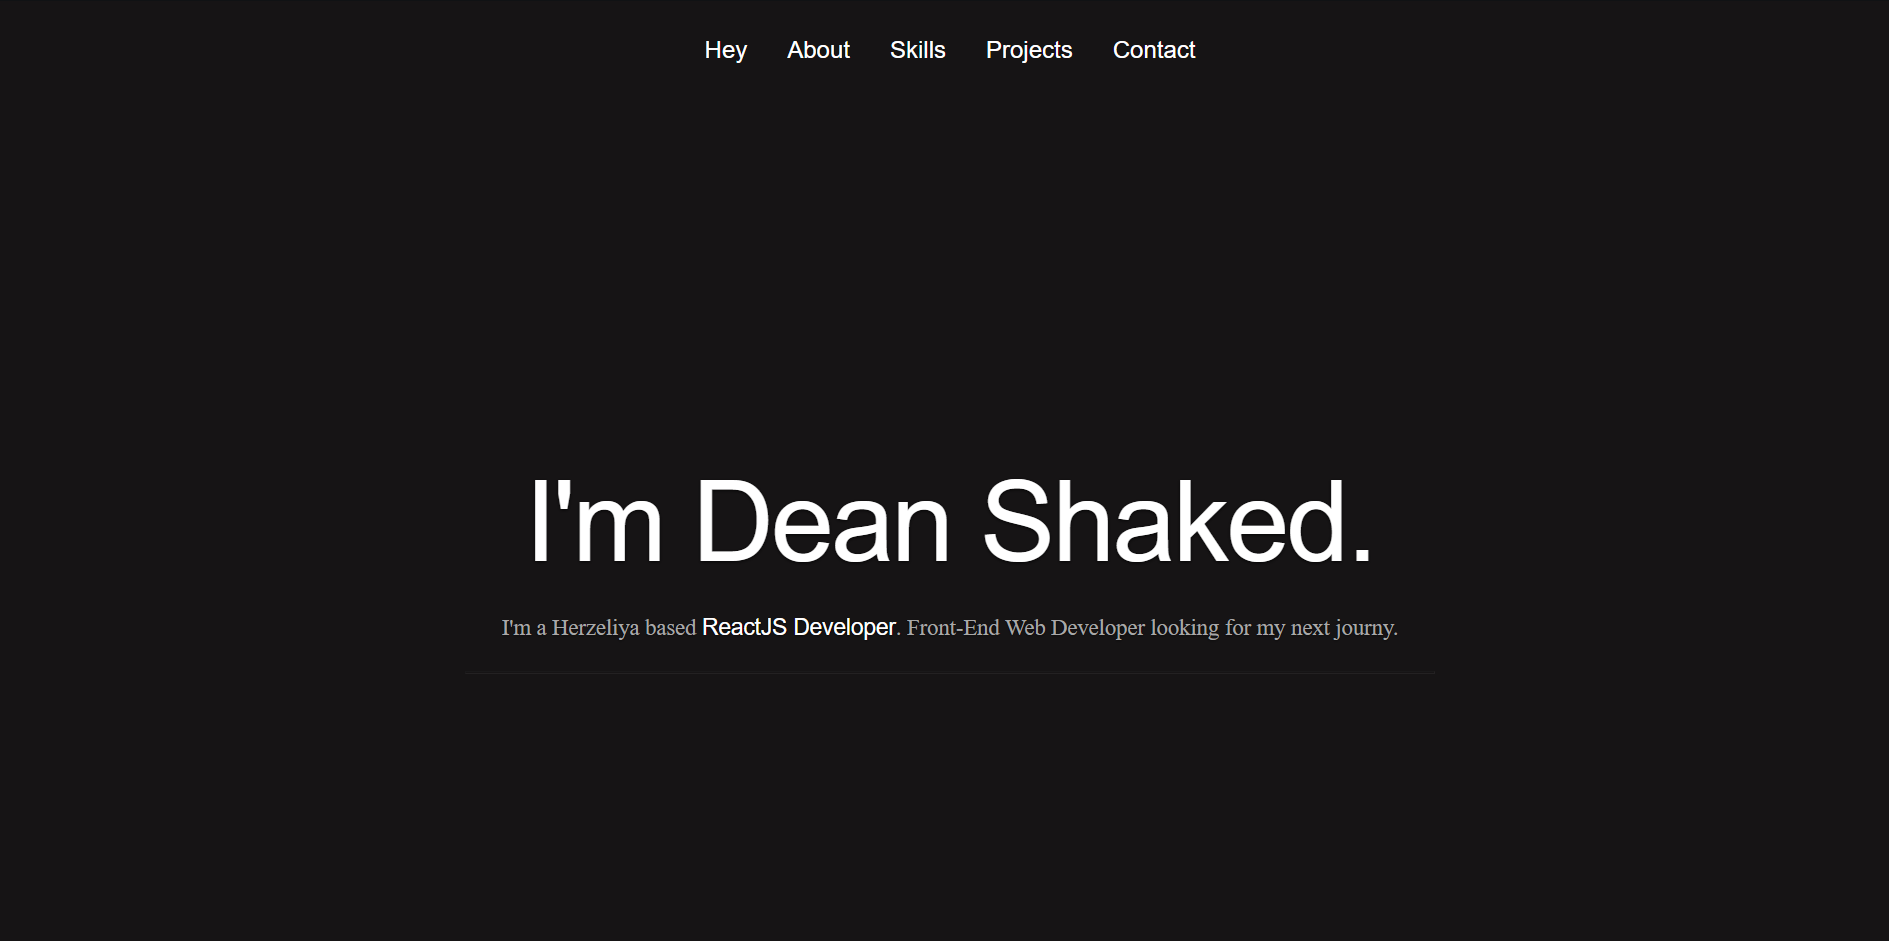 Hey About Skills Projects Contact
I'm Dean Shaked.
I'm a Herzeliya based ReactJS Developer. Front-End Web Developer looking for my next journy.